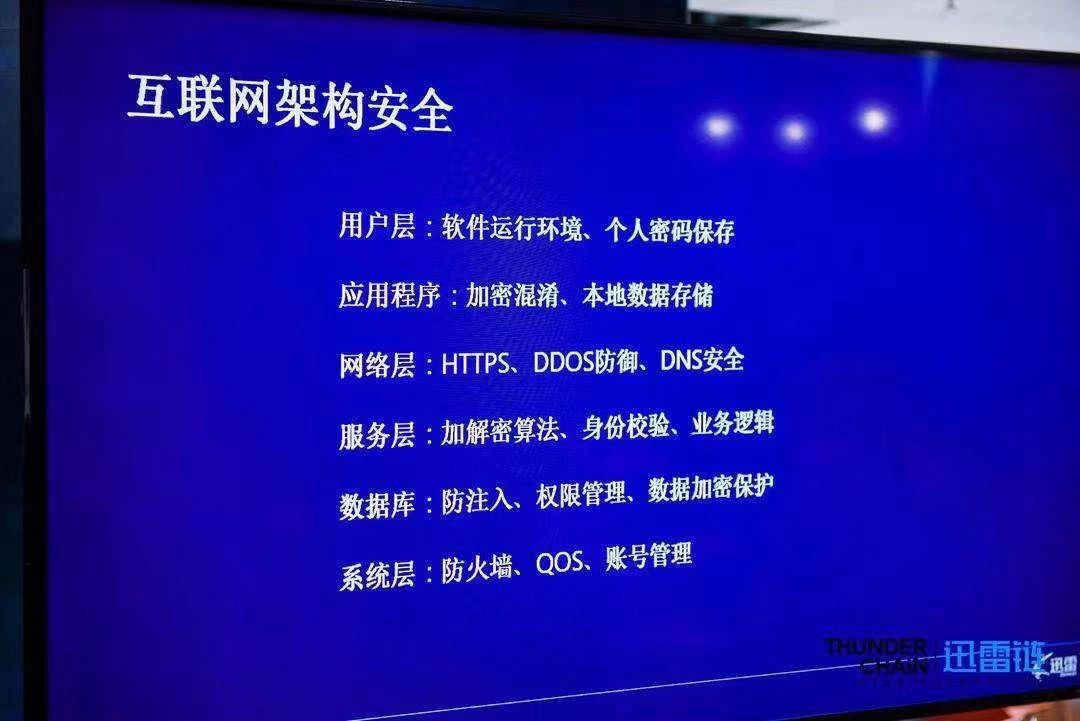 互联网架构安全
用户层：软件运行环境、个人密码保存
应用程序：加密混淆、本地数据存储
网络层：HTTPS、DDOS防御、DNS安全
服务层：加解密算法、身份校验、业务逻辑
数据库：防注入、权限管理、数据加密保护
系统层：防火墙、QOS、账号管理
THUNDER CHAIN 迅雷链
迅雷